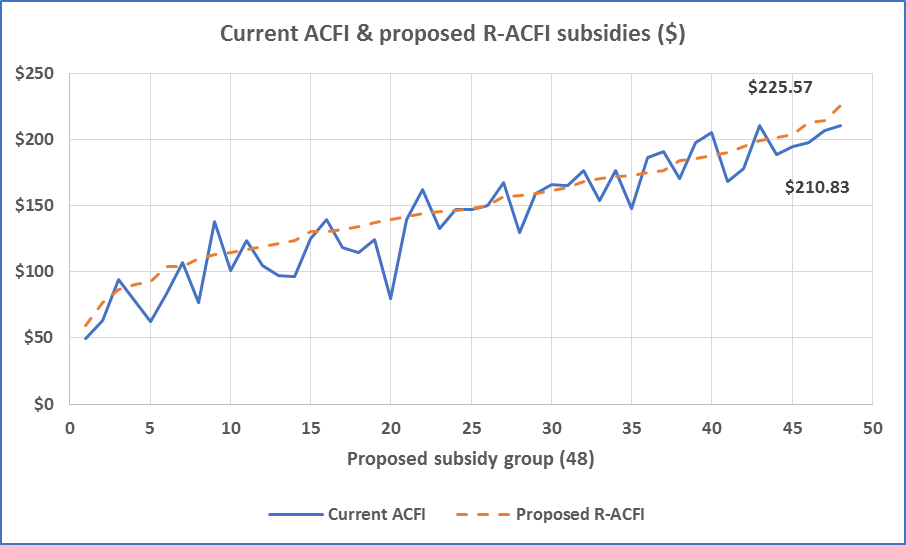 Current ACFI & proposed R-ACFI subsidies ($)
$250
$200
$150
$100
$50
$0
$225.57
$210.83
0 5 10 15 20 25 30 35 40 45 50
Proposed subsidy group (48)
Current ACFI Proposed R-ACFI